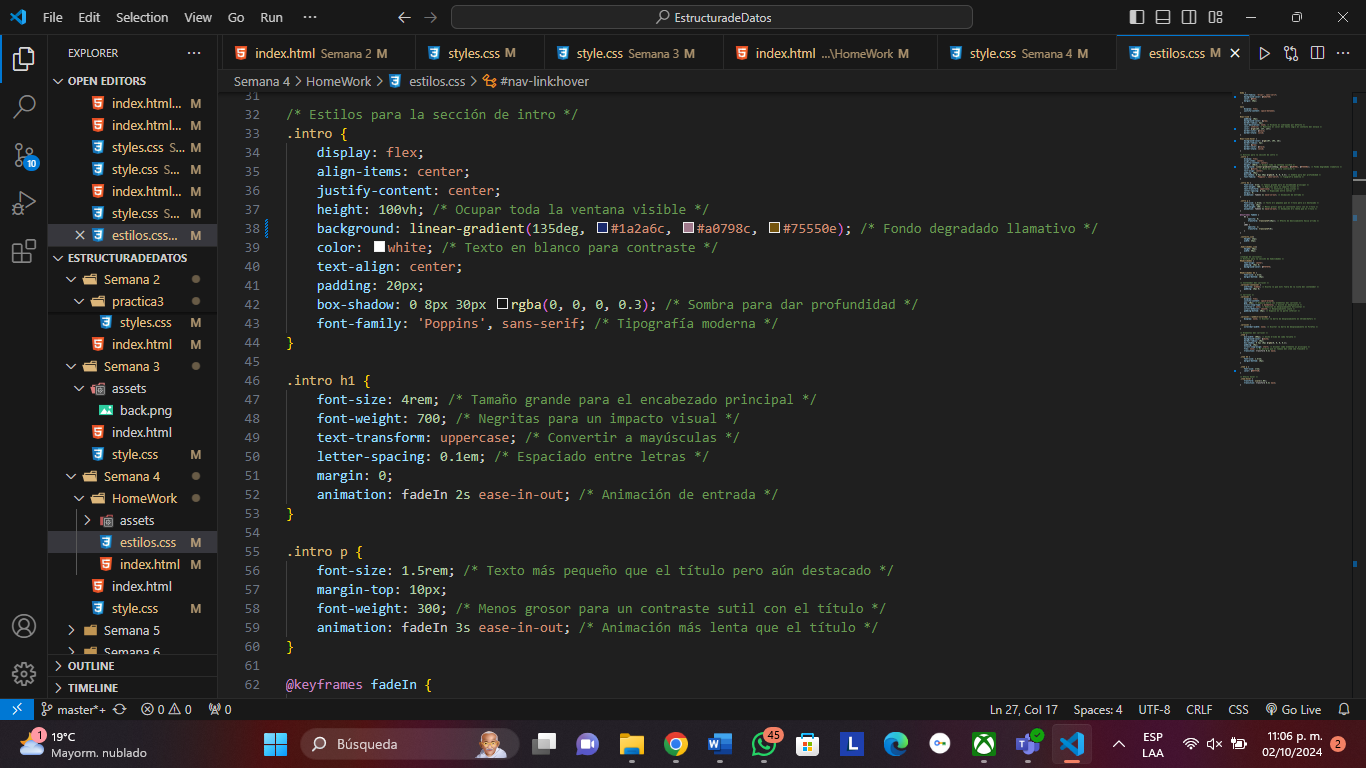 File Edit Selection View Go Run ··· EstructuradeDatos
EXPLORER ···
index.html Semana 2 M
styles.css M
style.css Semana 3 M
index.html ...\HomeWork M
style.css Semana 4 M
estilos.css M
Semana 4 > HomeWork > estilos.css > #nav-link:hover
OPEN EDITORS
index.html... M
index.html... M
styles.css S... M
style.css S... M
index.html... M
style.css S... M
estilos.css... M
ESTRUCTURADEDATOS
Semana 2
practica3
styles.css M
index.html M
Semana 3
assets
back.png
index.html
style.css M
Semana 4
HomeWork
assets
estilos.css M
index.html M
index.html
style.css M
Semana 5
Semana 6
OUTLINE
TIMELINE
10
31
32 /* Estilos para la sección de intro */
33 .intro {
34 display: flex;
35 align-items: center;
36 justify-content: center;
37 height: 100vh; /* Ocupar toda la ventana visible */
38 background: linear-gradient(135deg, #1a2a6c, #a0798c, #75550e); /* Fondo degradado llamativo */
39 color: white; /* Texto en blanco para contraste */
40 text-align: center;
41 padding: 20px;
42 box-shadow: 0 8px 30px rgba(0, 0, 0, 0.3); /* Sombra para dar profundidad */
43 font-family: 'Poppins', sans-serif; /* Tipografía moderna */
44 }
45
46 .intro h1 {
47 font-size: 4rem; /* Tamaño grande para el encabezado principal */
48 font-weight: 700; /* Negritas para un impacto visual */
49 text-transform: uppercase; /* Convertir a mayúsculas */
50 letter-spacing: 0.1em; /* Espaciado entre letras */
51 margin: 0;
52 animation: fadeIn 2s ease-in-out; /* Animación de entrada */
53 }
54
55 .intro p {
56 font-size: 1.5rem; /* Texto más pequeño que el título pero aún destacado */
57 margin-top: 10px;
58 font-weight: 300; /* Menos grosor para un contraste sutil con el título */
59 animation: fadeIn 3s ease-in-out; /* Animación más lenta que el título */
60 }
61
62 @keyframes fadeIn {
master*+ 0 0 0
Ln 27, Col 17 Spaces: 4 UTF-8 CRLF CSS Go Live
1 19°C
Mayorm. nublado
Búsqueda
45
ESP
LAA
11:06 p. m.
02/10/2024
2